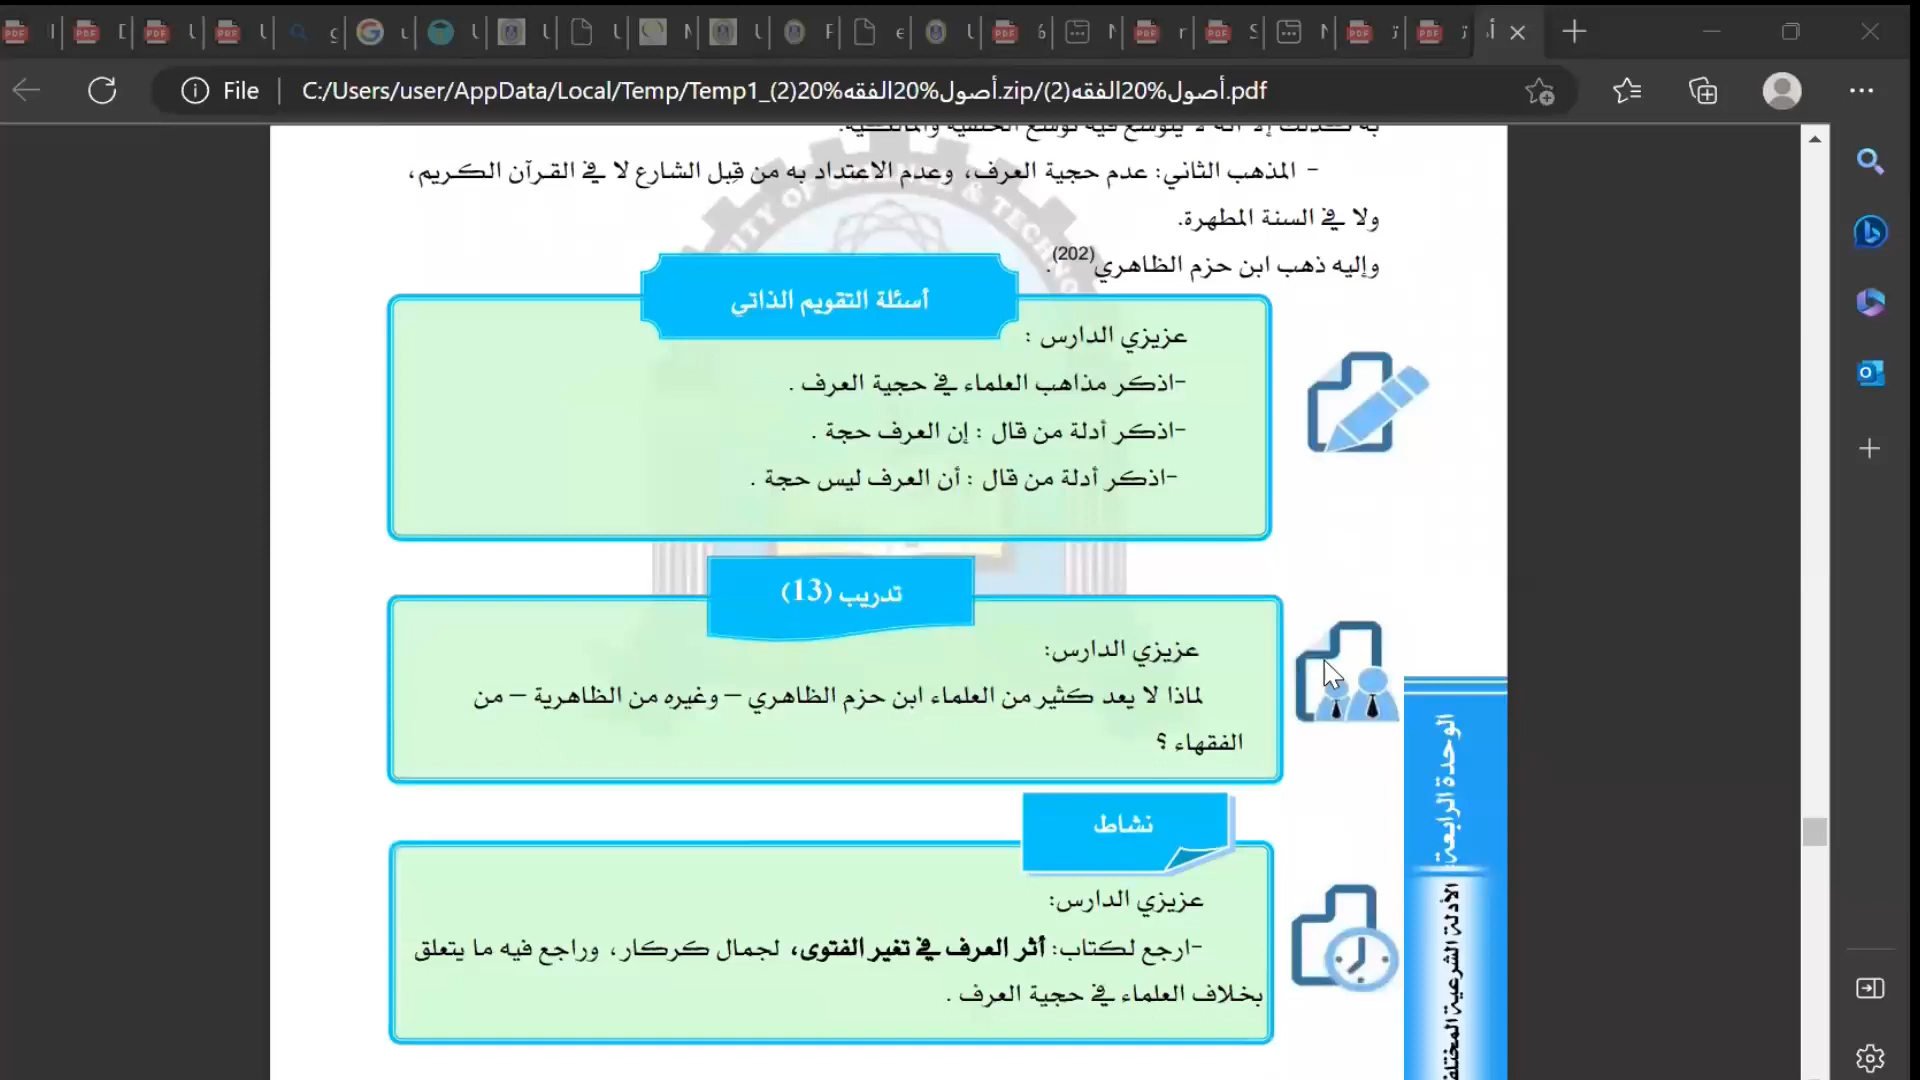 File
C:/Users/user/AppData/Local/Temp/Temp1_(2)أصول%20الفقه%20.zip/(2)أصول%20الفقه.pdf
- المذهب الثاني: عدم حجية العرف، وعدم الاعتداد به من قِبل الشارع لا في القرآن الكريم،
ولا في السنة المطهرة.
وإليه ذهب ابن حزم الظاهري(202).
أسئلة التقويم الذاتي
عزيزي الدارس :
-اذكر مذاهب العلماء في حجية العرف .
-اذكر أدلة من قال : إن العرف حجة .
-اذكر أدلة من قال : أن العرف ليس حجة .
تدريب (13)
عزيزي الدارس:
لماذا لا يعد كثير من العلماء ابن حزم الظاهري – وغيره من الظاهرية – من
الفقهاء ؟
نشاط
عزيزي الدارس:
-ارجع لكتاب: أثر العرف في تغير الفتوى، لجمال كركار، وراجع فيه ما يتعلق
بخلاف العلماء في حجية العرف .
الوحدة الرابعة:
الأدلة الشرعية